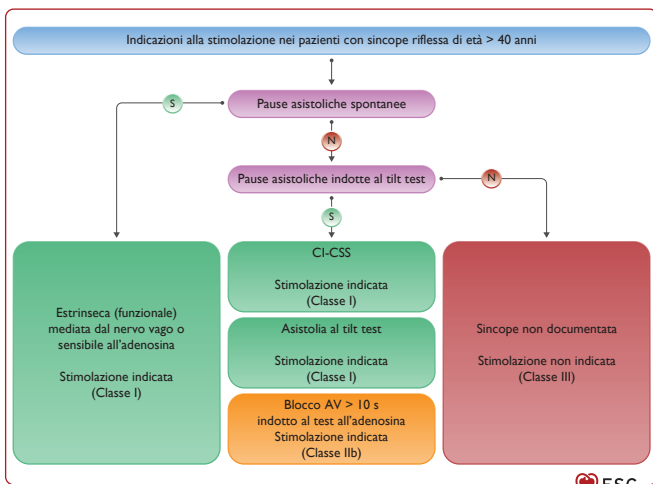 Indicazioni alla stimolazione nei pazienti con sincope riflessa di età > 40 anni
S
Pause asistoliche spontanee
N
Pause asistoliche indotte al tilt test
N
S
Estrinseca (funzionale)
mediata dal nervo vago o
sensibile all'adenosina
Stimolazione indicata
(Classe I)
CI-CSS
Stimolazione indicata
(Classe I)
Asistolia al tilt test
Stimolazione indicata
(Classe I)
Blocco AV > 10 s
indotto al test all'adenosina
Stimolazione indicata
(Classe IIb)
Sincope non documentata
Stimolazione non indicata
(Classe III)
ESC